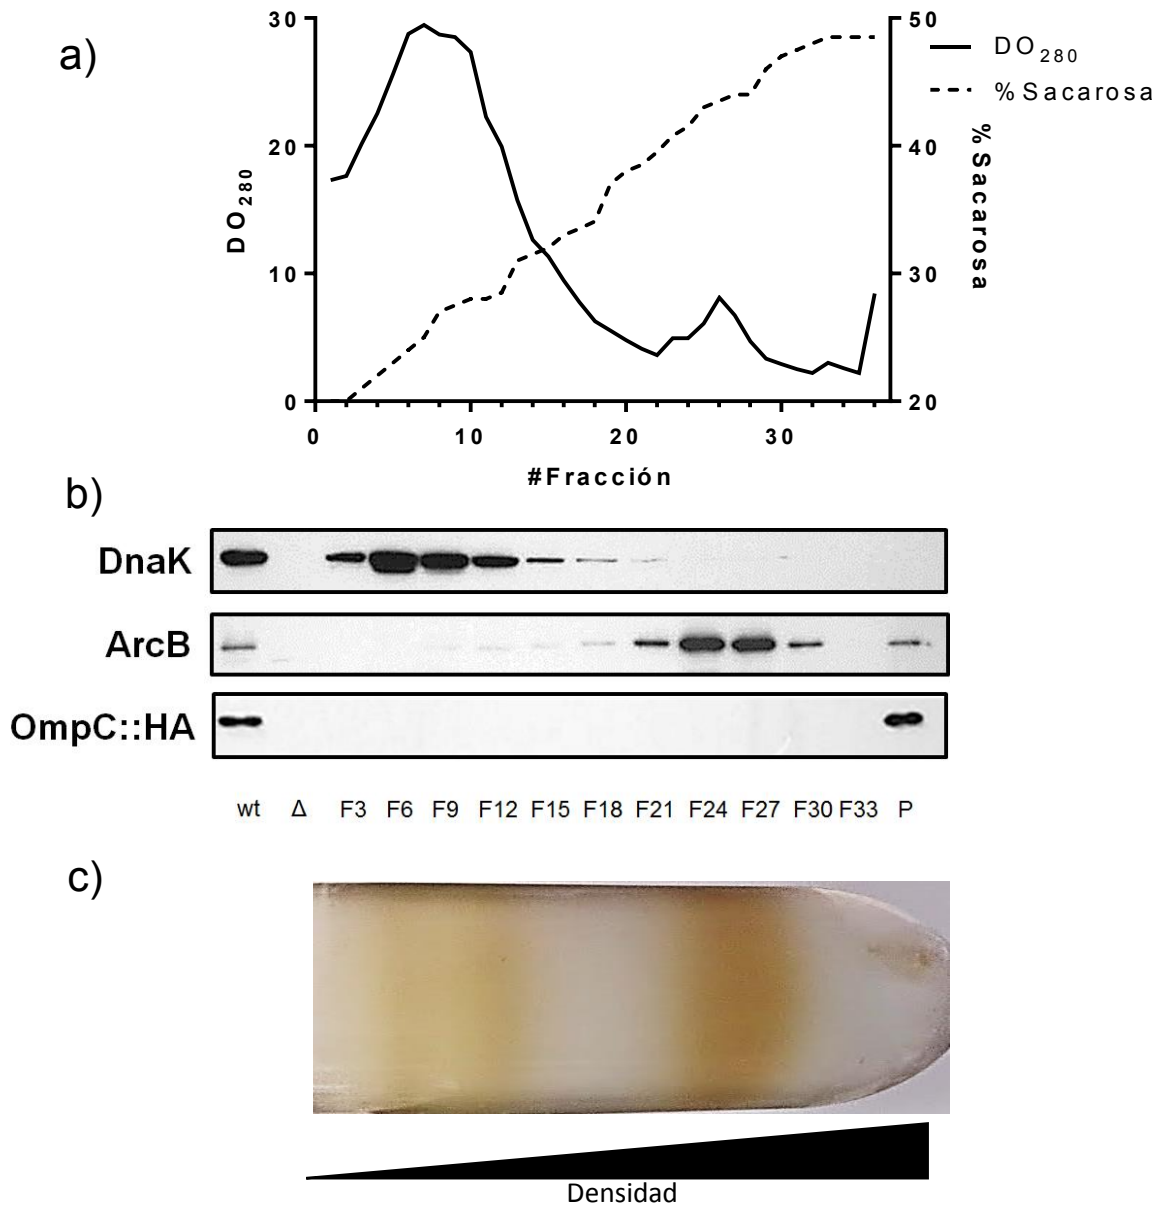 a)
30
20
10
0
DO280
50
40
30
20
%Sacarosa
DO280
%Sacarosa
0 10 20 30
#Fracción
b)
DnaK
ArcB
OmpC::HA
wt Δ F3 F6 F9 F12 F15 F18 F21 F24 F27 F30 F33 P
c)
Densidad